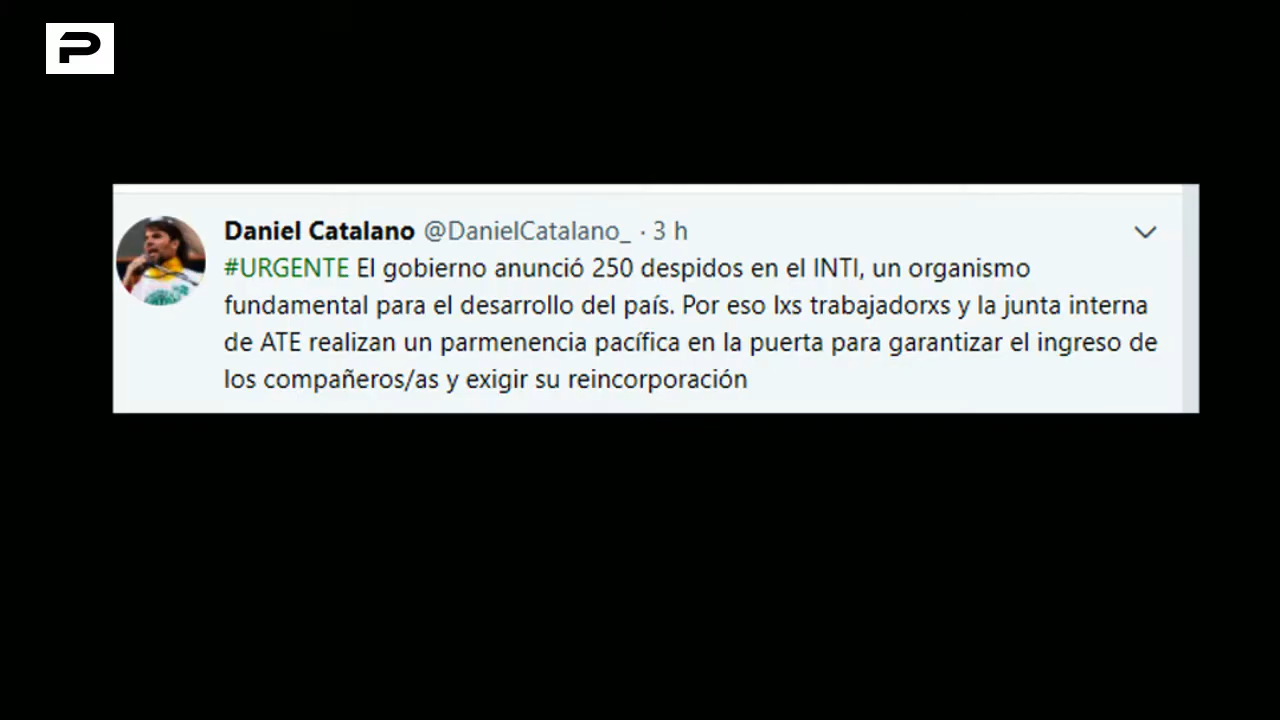 P
Daniel Catalano @DanielCatalano_ · 3 h
#URGENTE El gobierno anunció 250 despidos en el INTI, un organismo
fundamental para el desarrollo del país. Por eso lxs trabajadorxs y la junta interna
de ATE realizan un parmenencia pacífica en la puerta para garantizar el ingreso de
los compañeros/as y exigir su reincorporación